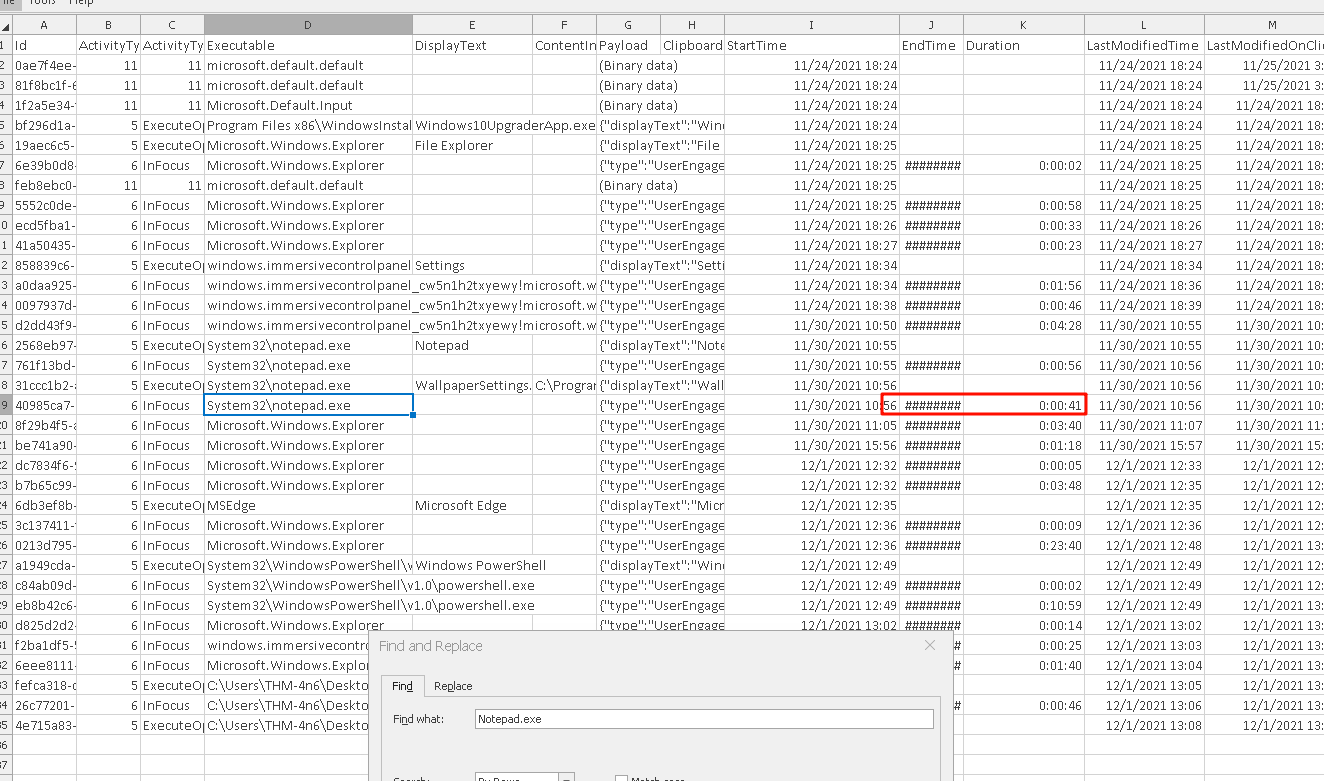 File Tools Help
A B C D E F G H I J K L M
1 Id ActivityTy ActivityTy Executable DisplayText ContentIn Payload Clipboard StartTime EndTime Duration LastModifiedTime LastModifiedOnClie
2 0ae7f4ee- 11 11 microsoft.default.default (Binary data) 11/24/2021 18:24 11/24/2021 18:24 11/25/2021 3:
3 81f8bc1f-6 11 11 microsoft.default.default (Binary data) 11/24/2021 18:24 11/24/2021 18:24 11/25/2021 3:
4 1f2a5e34- 11 11 Microsoft.Default.Input (Binary data) 11/24/2021 18:24 11/24/2021 18:24 11/24/2021 18:
5 bf296d1a- 5 ExecuteOp Program Files x86\WindowsInstal Windows10UpgraderApp.exe {"displayText":"Win 11/24/2021 18:24 11/24/2021 18:24 11/24/2021 18:
6 19aec6c5- 5 ExecuteOp Microsoft.Windows.Explorer File Explorer {"displayText":"File 11/24/2021 18:25 11/24/2021 18:25 11/24/2021 18:
7 6e39b0d8- 6 InFocus Microsoft.Windows.Explorer {"type":"UserEngage 11/24/2021 18:25 ######## 0:00:02 11/24/2021 18:25 11/24/2021 18:
8 feb8ebc0- 11 11 microsoft.default.default (Binary data) 11/24/2021 18:25 11/24/2021 18:25 11/24/2021 18:
9 5552c0de- 6 InFocus Microsoft.Windows.Explorer {"type":"UserEngage 11/24/2021 18:25 ######## 0:00:58 11/24/2021 18:25 11/24/2021 18:
0 ecd5fba1- 6 InFocus Microsoft.Windows.Explorer {"type":"UserEngage 11/24/2021 18:26 ######## 0:00:33 11/24/2021 18:26 11/24/2021 18:
1 41a50435- 6 InFocus Microsoft.Windows.Explorer {"type":"UserEngage 11/24/2021 18:27 ######## 0:00:23 11/24/2021 18:27 11/24/2021 18:
2 858839c6- 5 ExecuteOp windows.immersivecontrolpanel Settings {"displayText":"Setti 11/24/2021 18:34 11/24/2021 18:34 11/24/2021 18:
3 a0daa925- 6 InFocus windows.immersivecontrolpanel_cw5n1h2txyewy!microsoft.w {"type":"UserEngage 11/24/2021 18:34 ######## 0:01:56 11/24/2021 18:36 11/24/2021 18:
4 0097937d- 6 InFocus windows.immersivecontrolpanel_cw5n1h2txyewy!microsoft.w {"type":"UserEngage 11/24/2021 18:38 ######## 0:00:46 11/24/2021 18:39 11/24/2021 18:
5 d2dd43f9- 6 InFocus windows.immersivecontrolpanel_cw5n1h2txyewy!microsoft.w {"type":"UserEngage 11/30/2021 10:50 ######## 0:04:28 11/30/2021 10:55 11/30/2021 10:
6 2568eb97- 5 ExecuteOp System32\notepad.exe Notepad {"displayText":"Note 11/30/2021 10:55 11/30/2021 10:55 11/30/2021 10:
7 761f13bd- 6 InFocus System32\notepad.exe {"type":"UserEngage 11/30/2021 10:55 ######## 0:00:56 11/30/2021 10:56 11/30/2021 10:
8 31ccc1b2-a 5 ExecuteOp System32\notepad.exe WallpaperSettings. C:\Program {"displayText":"Wall 11/30/2021 10:56 11/30/2021 10:56 11/30/2021 10:
9 40985ca7- 6 InFocus System32\notepad.exe {"type":"UserEngage 11/30/2021 10:56 ######## 0:00:41 11/30/2021 10:56 11/30/2021 10:
20 8f29b4f5-a 6 InFocus Microsoft.Windows.Explorer {"type":"UserEngage 11/30/2021 11:05 ######## 0:03:40 11/30/2021 11:07 11/30/2021 11:
21 be741a90- 6 InFocus Microsoft.Windows.Explorer {"type":"UserEngage 11/30/2021 15:56 ######## 0:01:18 11/30/2021 15:57 11/30/2021 15:
22 dc7834f6-9 6 InFocus Microsoft.Windows.Explorer {"type":"UserEngage 12/1/2021 12:32 ######## 0:00:05 12/1/2021 12:33 12/1/2021 12:
23 b7b65c99- 6 InFocus Microsoft.Windows.Explorer {"type":"UserEngage 12/1/2021 12:32 ######## 0:03:48 12/1/2021 12:35 12/1/2021 12:
24 6db3ef8b- 5 ExecuteOp MSEdge Microsoft Edge {"displayText":"Micr 12/1/2021 12:35 12/1/2021 12:35 12/1/2021 12:
25 3c137411- 6 InFocus Microsoft.Windows.Explorer {"type":"UserEngage 12/1/2021 12:36 ######## 0:00:09 12/1/2021 12:36 12/1/2021 12:
26 0213d795- 6 InFocus Microsoft.Windows.Explorer {"type":"UserEngage 12/1/2021 12:36 ######## 0:23:40 12/1/2021 12:48 12/1/2021 13:
27 a1949cda- 5 ExecuteOp System32\WindowsPowerShell\v Windows PowerShell {"displayText":"Wind 12/1/2021 12:49 12/1/2021 12:49 12/1/2021 13:
28 c84ab09d- 6 InFocus System32\WindowsPowerShell\v1.0\powershell.exe {"type":"UserEngage 12/1/2021 12:49 ######## 0:00:02 12/1/2021 12:49 12/1/2021 13:
29 eb8b42c6- 6 InFocus System32\WindowsPowerShell\v1.0\powershell.exe {"type":"UserEngage 12/1/2021 12:49 ######## 0:10:59 12/1/2021 12:49 12/1/2021 13:
30 d825d2d2- 6 InFocus Microsoft.Windows.Explorer {"type":"UserEngage 12/1/2021 13:02 ######## 0:00:14 12/1/2021 13:02 12/1/2021 13:
31 f2ba1df5-5 6 InFocus windows.immersivecontro # 0:00:25 12/1/2021 13:03 12/1/2021 13:
32 6eee8111- 6 InFocus Microsoft.Windows.Explo # 0:01:40 12/1/2021 13:04 12/1/2021 13:
33 fefca318-c 5 ExecuteOp C:\Users\THM-4n6\Deskto 12/1/2021 13:05 12/1/2021 13:
34 26c77201- 6 InFocus C:\Users\THM-4n6\Deskto # 0:00:46 12/1/2021 13:06 12/1/2021 13:
35 4e715a83- 5 ExecuteOp C:\Users\THM-4n6\Deskto 12/1/2021 13:08 12/1/2021 13:
36
37
Find and Replace
Find Replace
Find what: Notepad.exe
Search: By Rows Match case